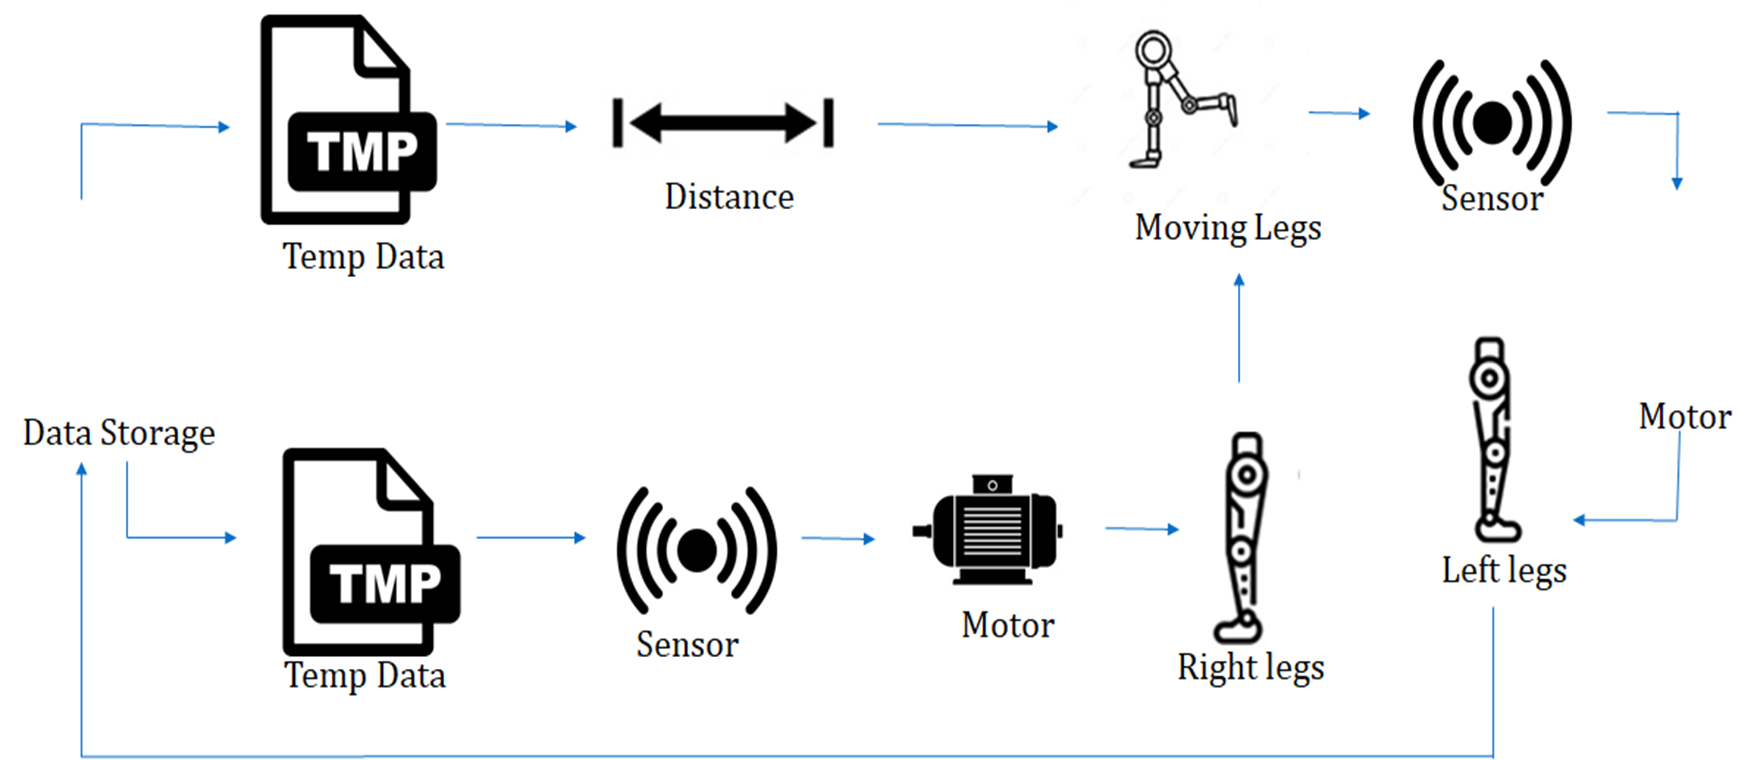 TMP
Temp Data
Distance
Moving Legs
Sensor
Data Storage
TMP
Temp Data
Sensor
Motor
Right legs
Left legs
Motor